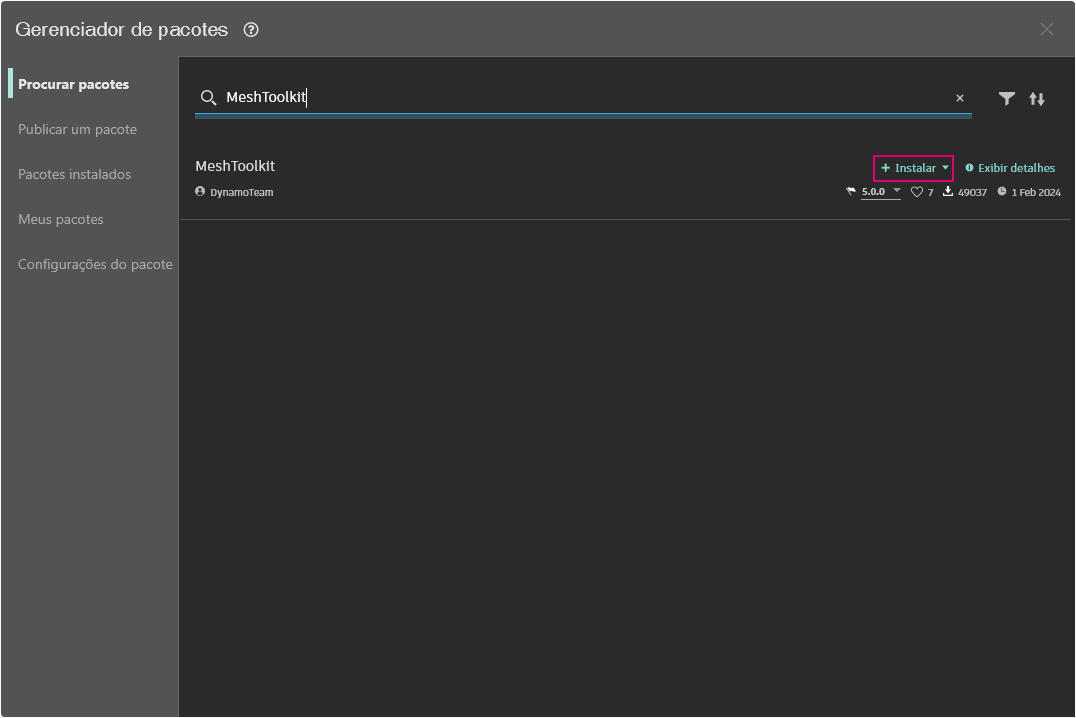 Gerenciador de pacotes
Procurar pacotes
Publicar um pacote
Pacotes instalados
Meus pacotes
Configurações do pacote
MeshToolkit
MeshToolkit
Instalar
Exibir detalhes
DynamoTeam
5.0.0
7
49037
1 Feb 2024